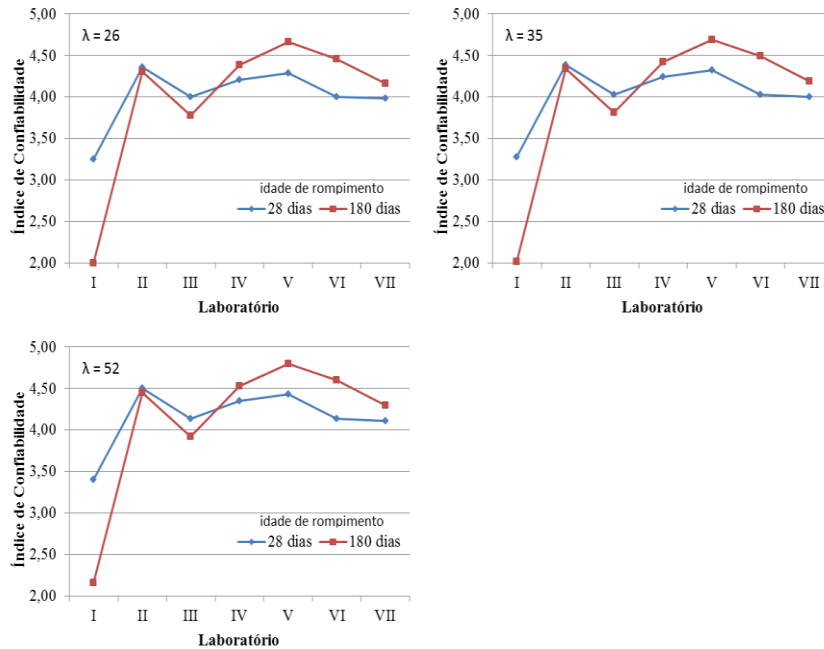 λ = 26
Índice de Confiabilidade
5,00
4,50
4,00
3,50
3,00
2,50
2,00
idade de rompimento
28 dias 180 dias
I II III IV V VI VII
Laboratório
λ = 35
Índice de Confiabilidade
5,00
4,50
4,00
3,50
3,00
2,50
2,00
idade de rompimento
28 dias 180 dias
I II III IV V VI VII
Laboratório
λ = 52
Índice de Confiabilidade
5,00
4,50
4,00
3,50
3,00
2,50
2,00
idade de rompimento
28 dias 180 dias
I II III IV V VI VII
Laboratório